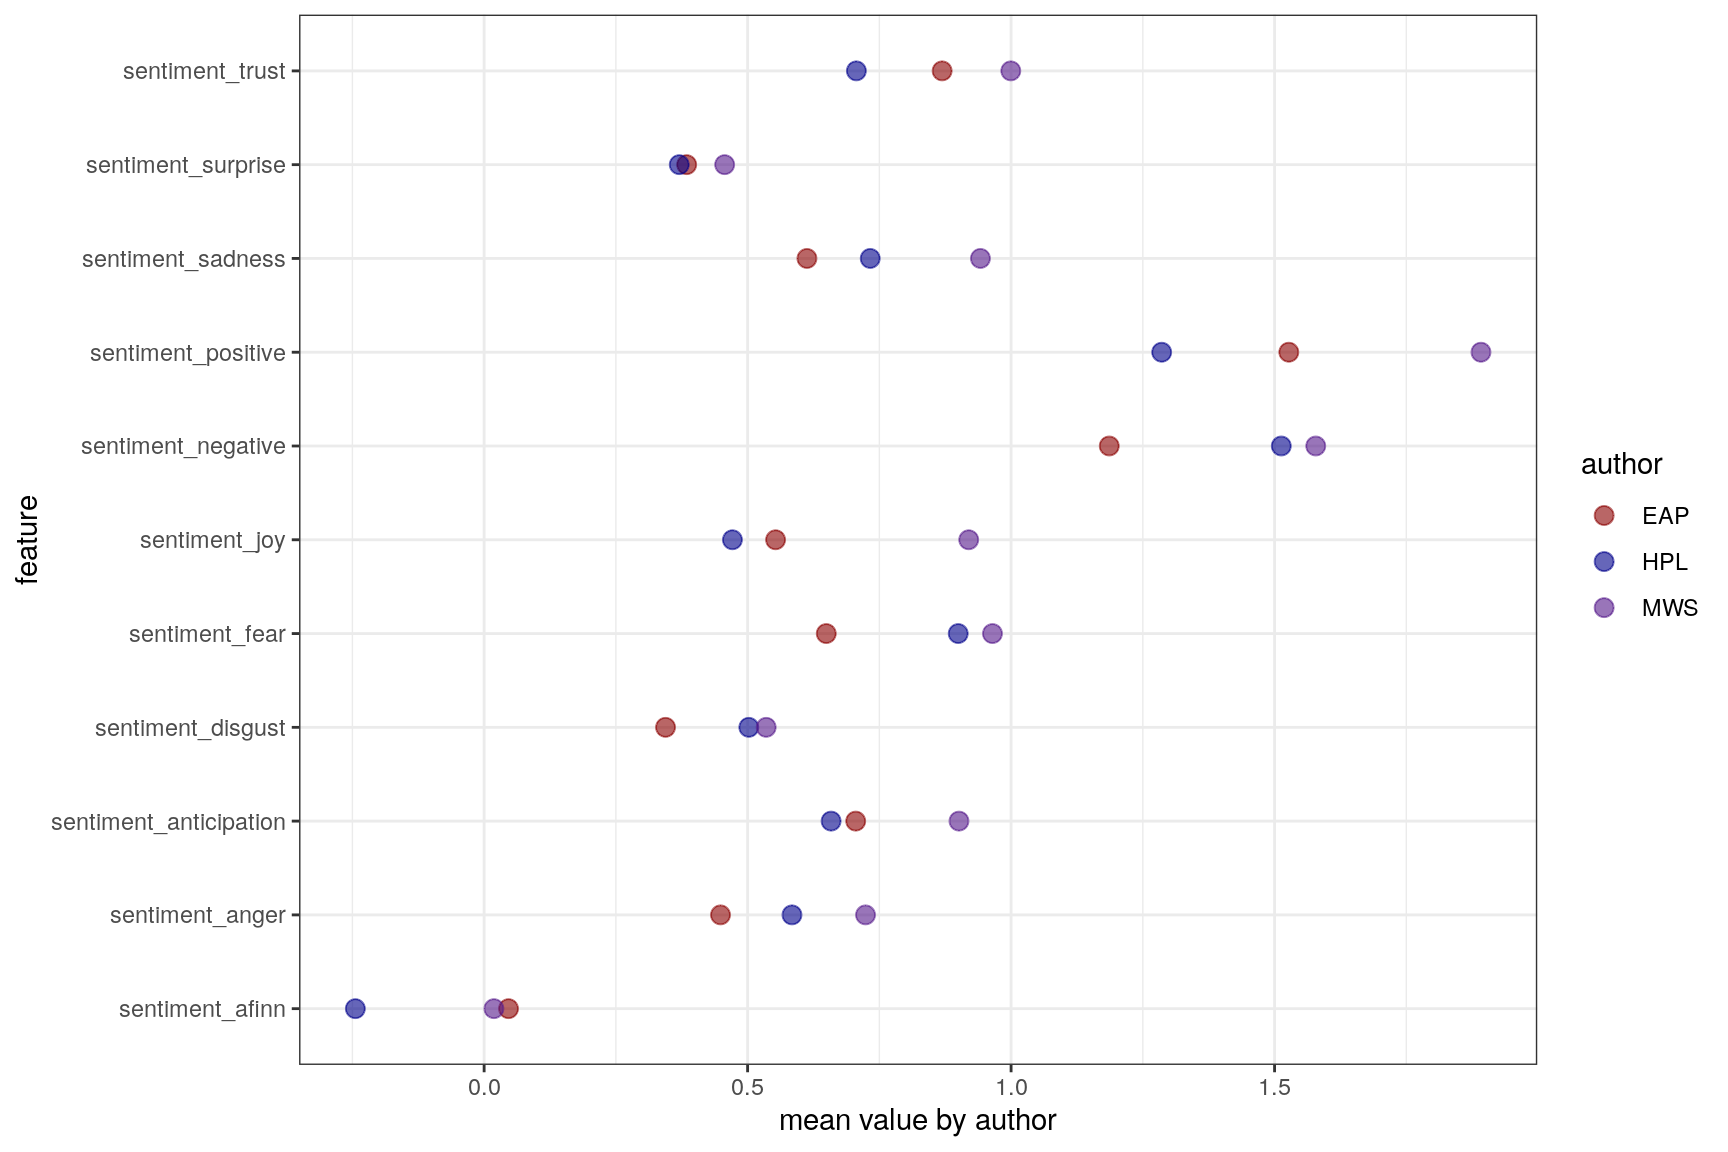 sentiment_trust
sentiment_surprise
sentiment_sadness
sentiment_positive
sentiment_negative
sentiment_joy
sentiment_fear
sentiment_disgust
sentiment_anticipation
sentiment_anger
sentiment_afinn
feature
0.0
0.5
1.0
1.5
mean value by author
author
EAP
HPL
MWS